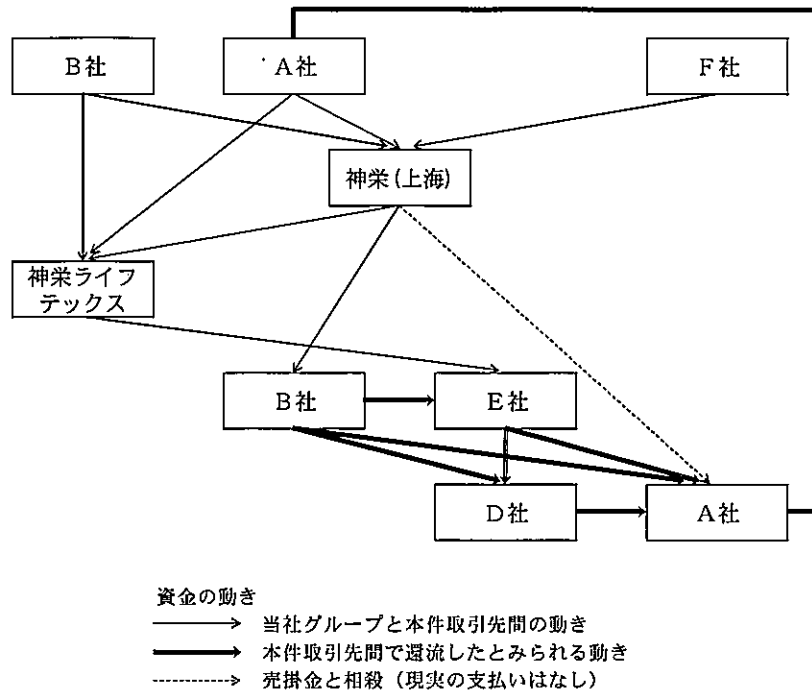 B社
A社
F社
神栄(上海)
神栄ライフ
テックス
B社
E社
D社
A社
資金の動き
当社グループと本件取引先間の動き
本件取引先間で還流したとみられる動き
売掛金と相殺(現実の支払いはなし)